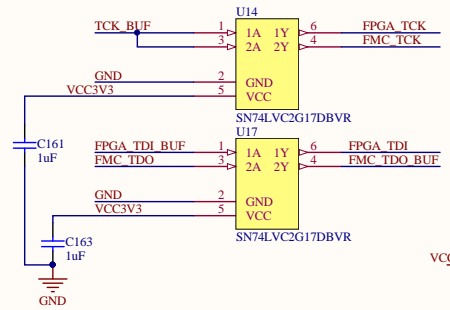 U14
TCK_BUF 1 1A 1Y 6 FPGA_TCK
3 2A 2Y 4 FMC_TCK
GND 2 GND
VCC3V3 5 VCC
SN74LVC2G17DBVR
U17
C161
1uF
FPGA_TDI_BUF 1 1A 1Y 6 FPGA_TDI
FMC_TDO 3 2A 2Y 4 FMC_TDO_BUF
GND 2 GND
VCC3V3 5 VCC
SN74LVC2G17DBVR
C163
1uF
GND